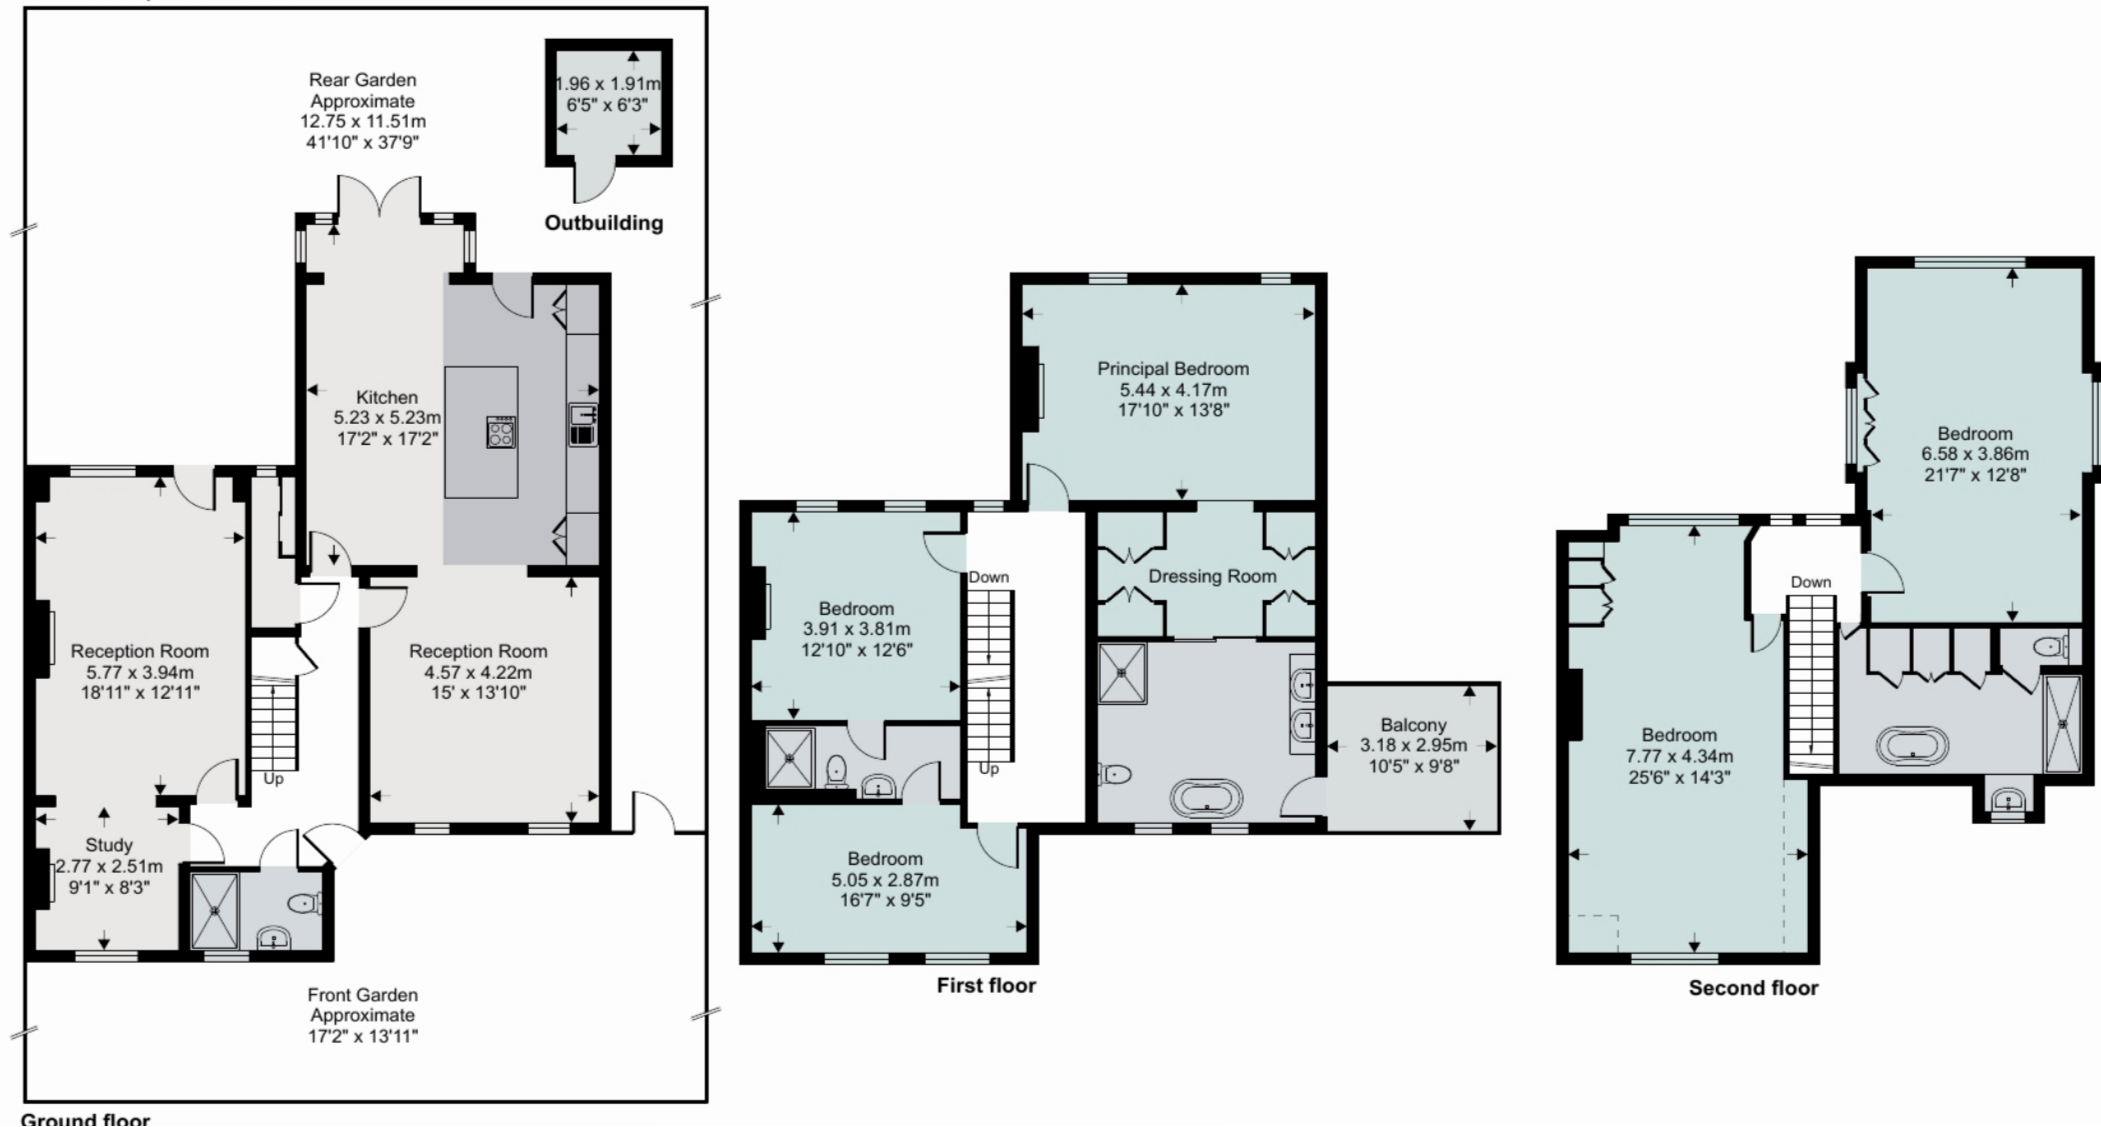 Rear Garden
Approximate
12.75 x 11.51m
41'10" x 37'9"
1.96 x 1.91m
6'5" x 6'3"
Outbuilding
Kitchen
5.23 x 5.23m
17'2" x 17'2"
Reception Room
5.77 x 3.94m
18'11" x 12'11"
Reception Room
4.57 x 4.22m
15' x 13'10"
Up
Study
2.77 x 2.51m
9'1" x 8'3"
Front Garden
Approximate
17'2" x 13'11"
Ground floor
Principal Bedroom
5.44 x 4.17m
17'10" x 13'8"
Down
Dressing Room
Bedroom
3.91 x 3.81m
12'10" x 12'6"
Up
Balcony
3.18 x 2.95m
10'5" x 9'8"
Bedroom
5.05 x 2.87m
16'7" x 9'5"
First floor
Bedroom
6.58 x 3.86m
21'7" x 12'8"
Down
Bedroom
7.77 x 4.34m
25'6" x 14'3"
Second floor